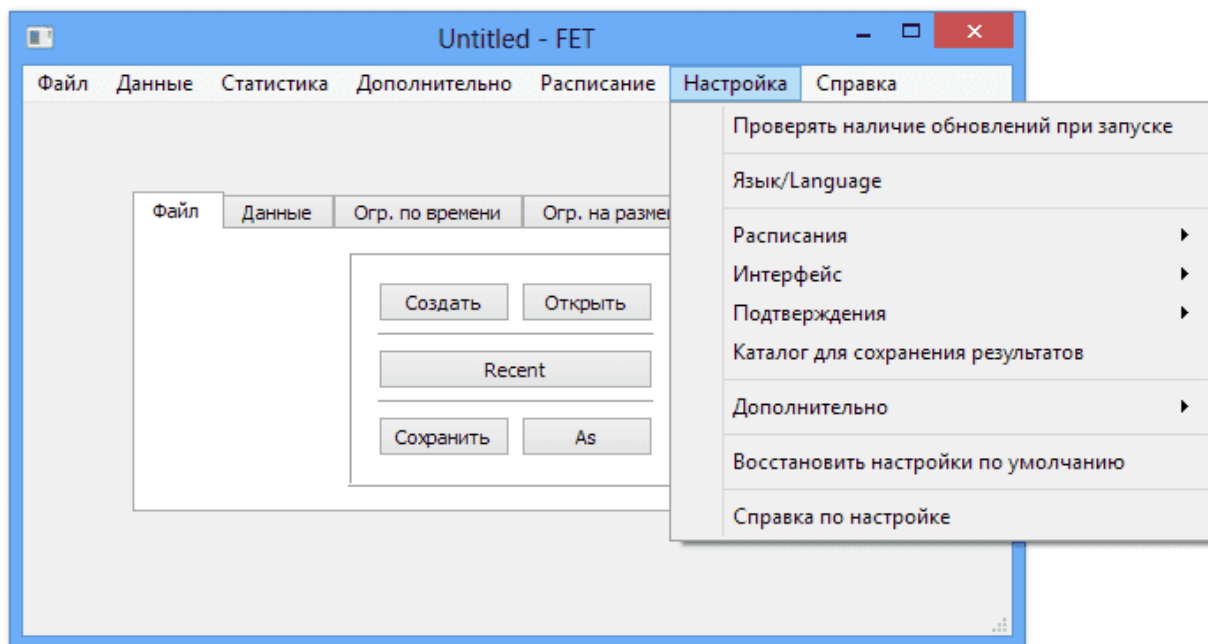 Untitled - FET
Файл Данные Статистика Дополнительно Расписание Настройка Справка
Проверять наличие обновлений при запуске
Язык/Language
Расписания
Интерфейс
Подтверждения
Каталог для сохранения результатов
Дополнительно
Восстановить настройки по умолчанию
Справка по настройке
Файл Данные Огр. по времени Огр. на
Создать Открыть
Recent
Сохранить As